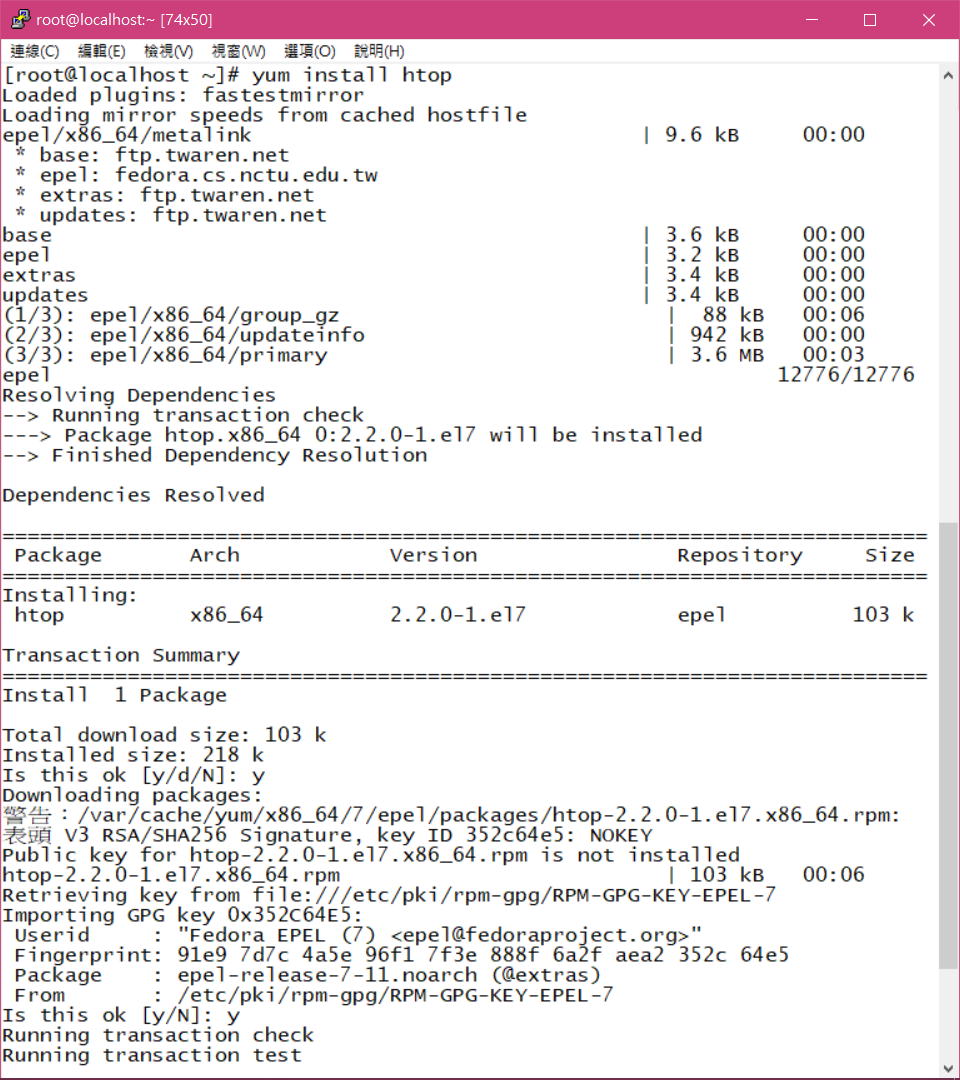 root@localhost:~ [74x50]
連線(C) 編輯(E) 檢視(V) 視窗(W) 選項(O) 說明(H)
[root@localhost ~]# yum install htop
Loaded plugins: fastestmirror
Loading mirror speeds from cached hostfile
epel/x86_64/metalink | 9.6 kB 00:00
* base: ftp.twaren.net
* epel: fedora.cs.nctu.edu.tw
* extras: ftp.twaren.net
* updates: ftp.twaren.net
base | 3.6 kB 00:00
epel | 3.2 kB 00:00
extras | 3.4 kB 00:00
updates | 3.4 kB 00:00
(1/3): epel/x86_64/group_gz | 88 kB 00:06
(2/3): epel/x86_64/updateinfo | 942 kB 00:00
(3/3): epel/x86_64/primary | 3.6 MB 00:03
epel 12776/12776
Resolving Dependencies
--> Running transaction check
---> Package htop.x86_64 0:2.2.0-1.el7 will be installed
--> Finished Dependency Resolution
Dependencies Resolved
==========================================================================
Package Arch Version Repository Size
==========================================================================
Installing:
htop x86_64 2.2.0-1.el7 epel 103 k
Transaction Summary
==========================================================================
Install 1 Package
Total download size: 103 k
Installed size: 218 k
Is this ok [y/d/N]: y
Downloading packages:
警告：/var/cache/yum/x86_64/7/epel/packages/htop-2.2.0-1.el7.x86_64.rpm:
表頭 V3 RSA/SHA256 Signature, key ID 352c64e5: NOKEY
Public key for htop-2.2.0-1.el7.x86_64.rpm is not installed
htop-2.2.0-1.el7.x86_64.rpm | 103 kB 00:06
Retrieving key from file:///etc/pki/rpm-gpg/RPM-GPG-KEY-EPEL-7
Importing GPG key 0x352C64E5:
Userid : "Fedora EPEL (7) <epel@fedoraproject.org>"
Fingerprint: 91e9 7d7c 4a5e 96f1 7f3e 888f 6a2f aea2 352c 64e5
Package : epel-release-7-11.noarch (@extras)
From : /etc/pki/rpm-gpg/RPM-GPG-KEY-EPEL-7
Is this ok [y/N]: y
Running transaction check
Running transaction test